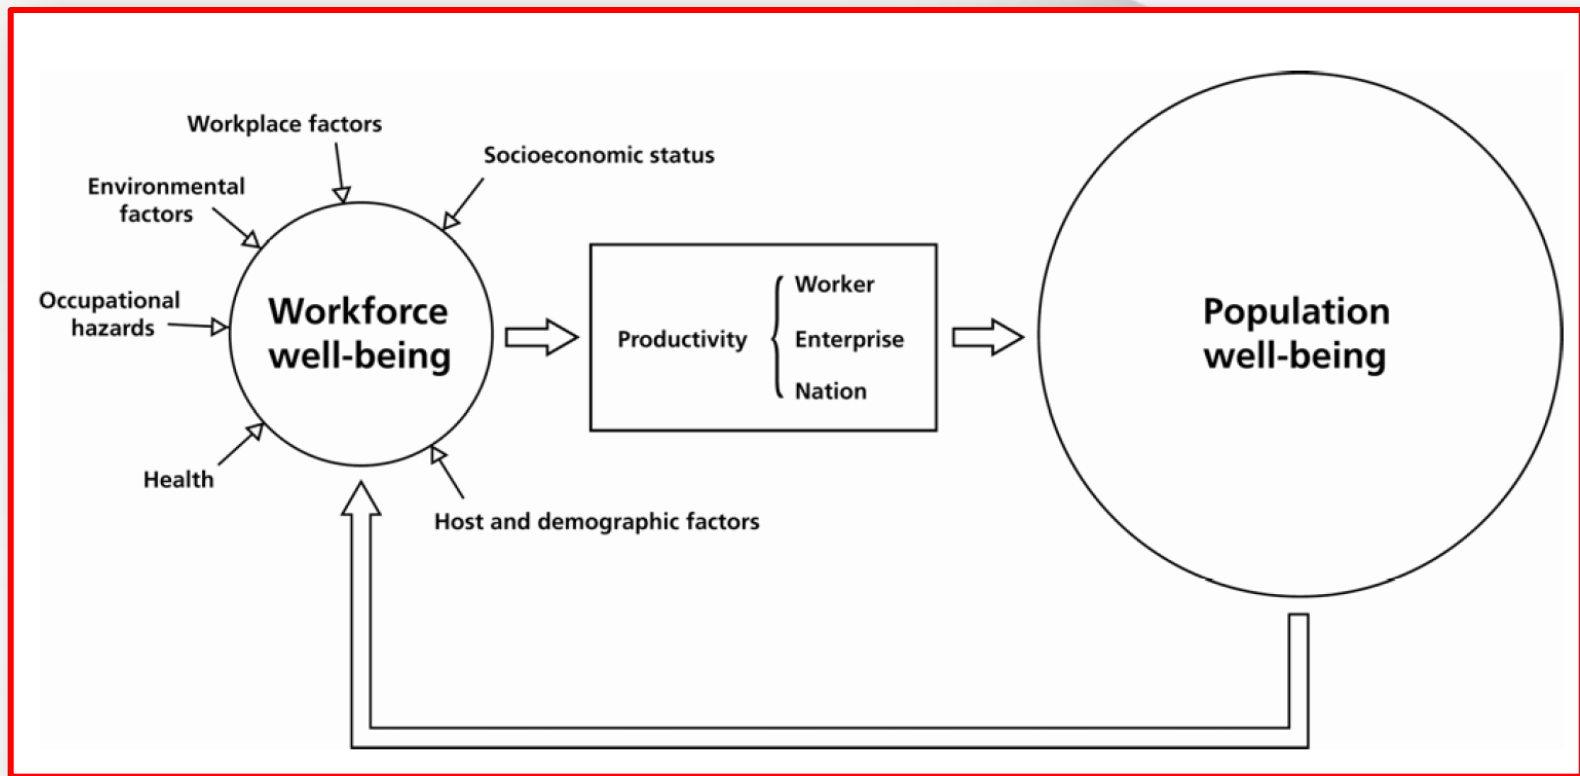 Workplace factors
Socioeconomic status
Environmental
factors
Occupational
hazards
Health
Host and demographic factors
Workforce
well-being
Productivity
Worker
Enterprise
Nation
Population
well-being